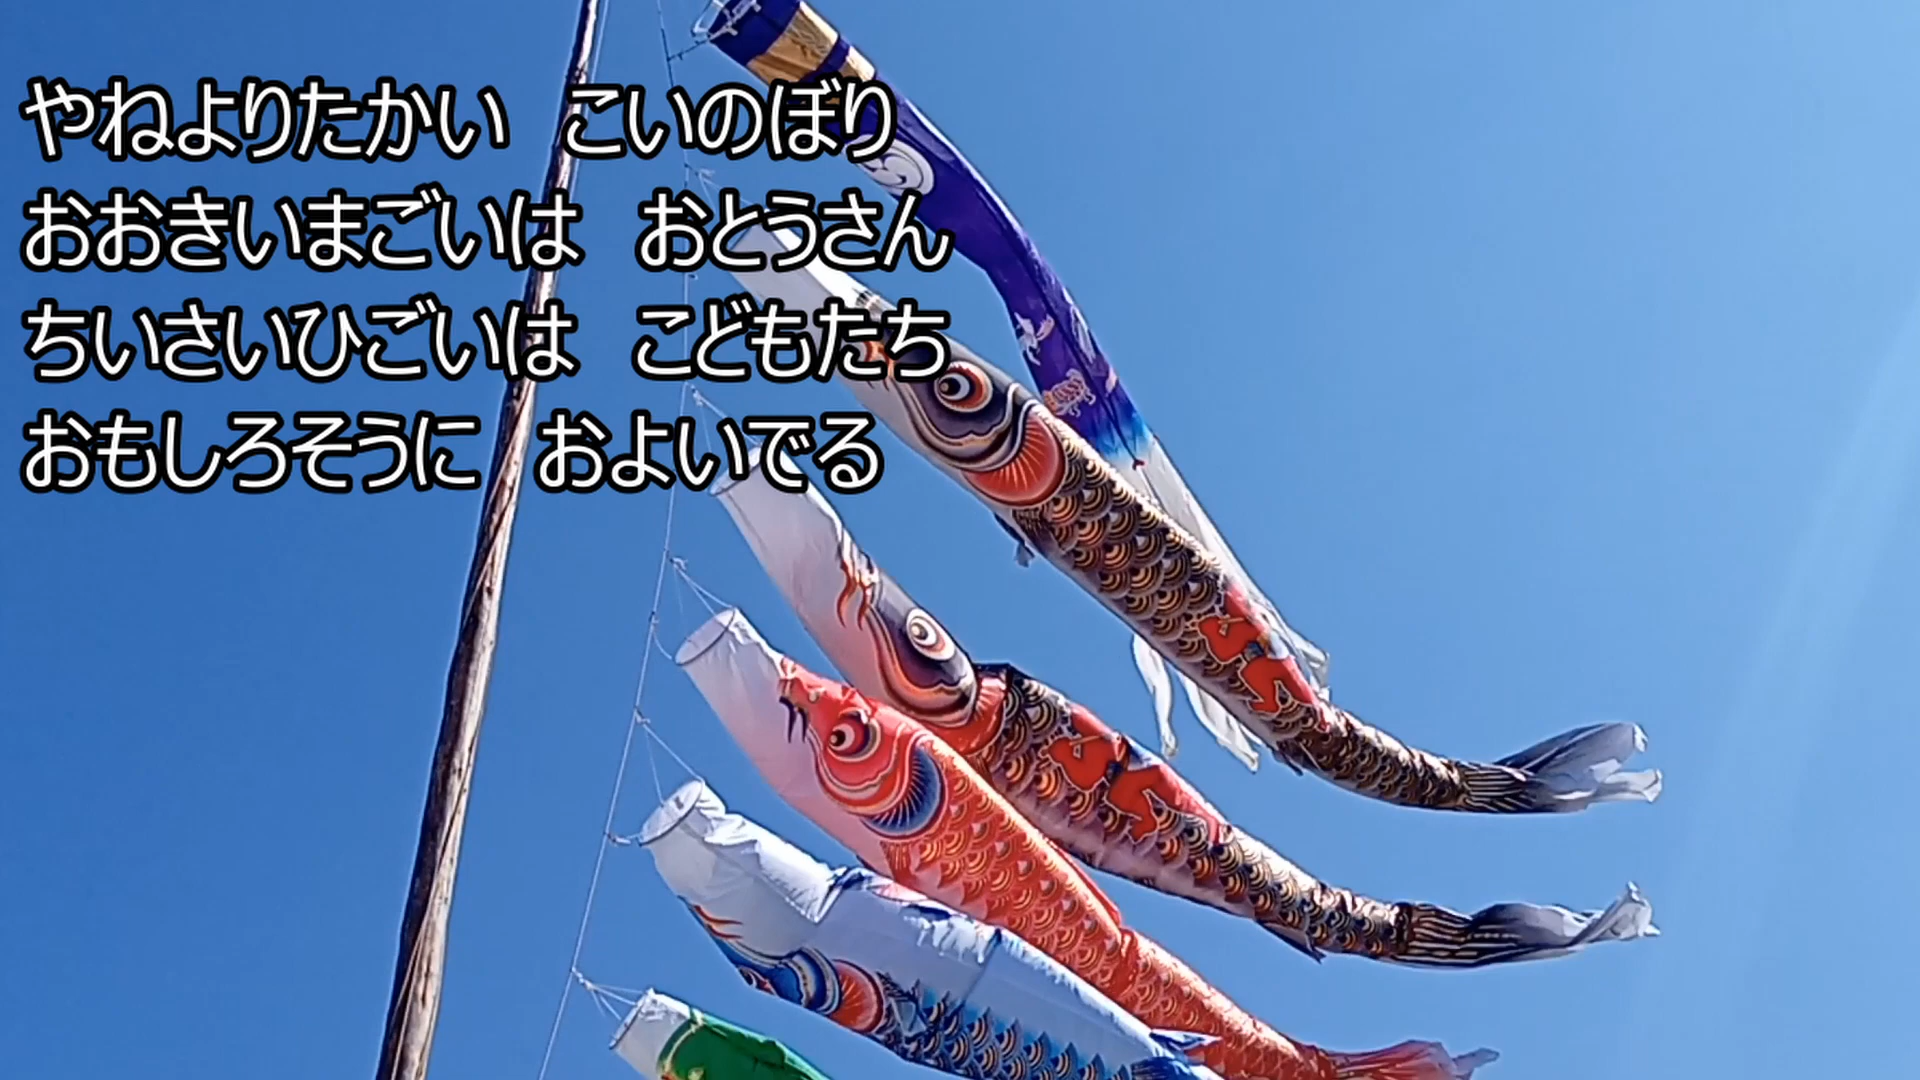 やねよりたかい　こいのぼり
おおきいまごいは　おとうさん
ちいさいひごいは　こどもたち
おもしろそうに　およいでる